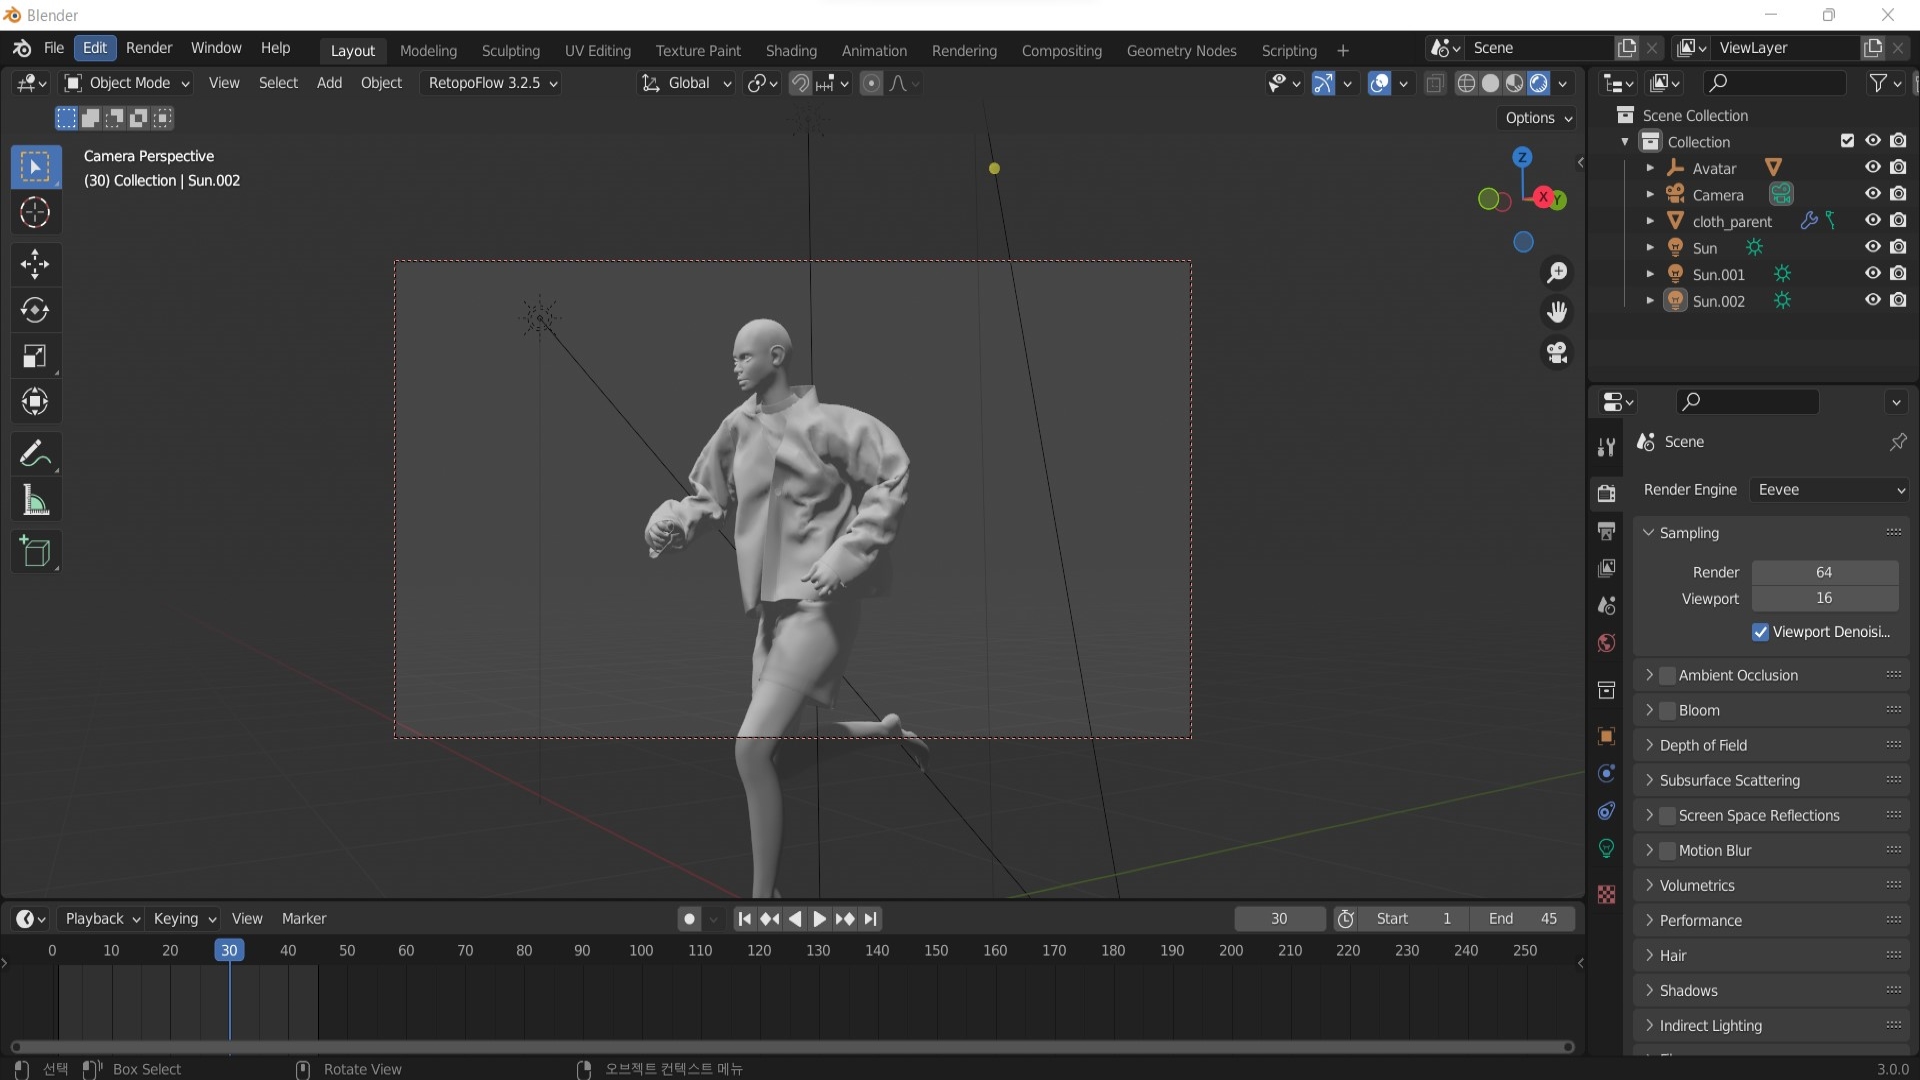 Blender
File Edit Render Window Help Layout Modeling Sculpting UV Editing Texture Paint Shading Animation Rendering Compositing Geometry Nodes Scripting + Scene ViewLayer
Object Mode View Select Add Object RetopoFlow 3.2.5 Global
Options
Camera Perspective
(30) Collection | Sun.002
Z
X
Y
Scene Collection
Collection
Avatar
Camera
cloth_parent
Sun
Sun.001
Sun.002
Scene
Render Engine Eevee
Sampling
Render 64
Viewport 16
Viewport Denoisi...
Ambient Occlusion
Bloom
Depth of Field
Subsurface Scattering
Screen Space Reflections
Motion Blur
Volumetrics
Performance
Hair
Shadows
Indirect Lighting
Playback Keying View Marker 30 Start 1 End 45
0 10 20 30 40 50 60 70 80 90 100 110 120 130 140 150 160 170 180 190 200 210 220 230 240 250
선택 Box Select Rotate View 오브젝트 컨텍스트 메뉴 3.0.0